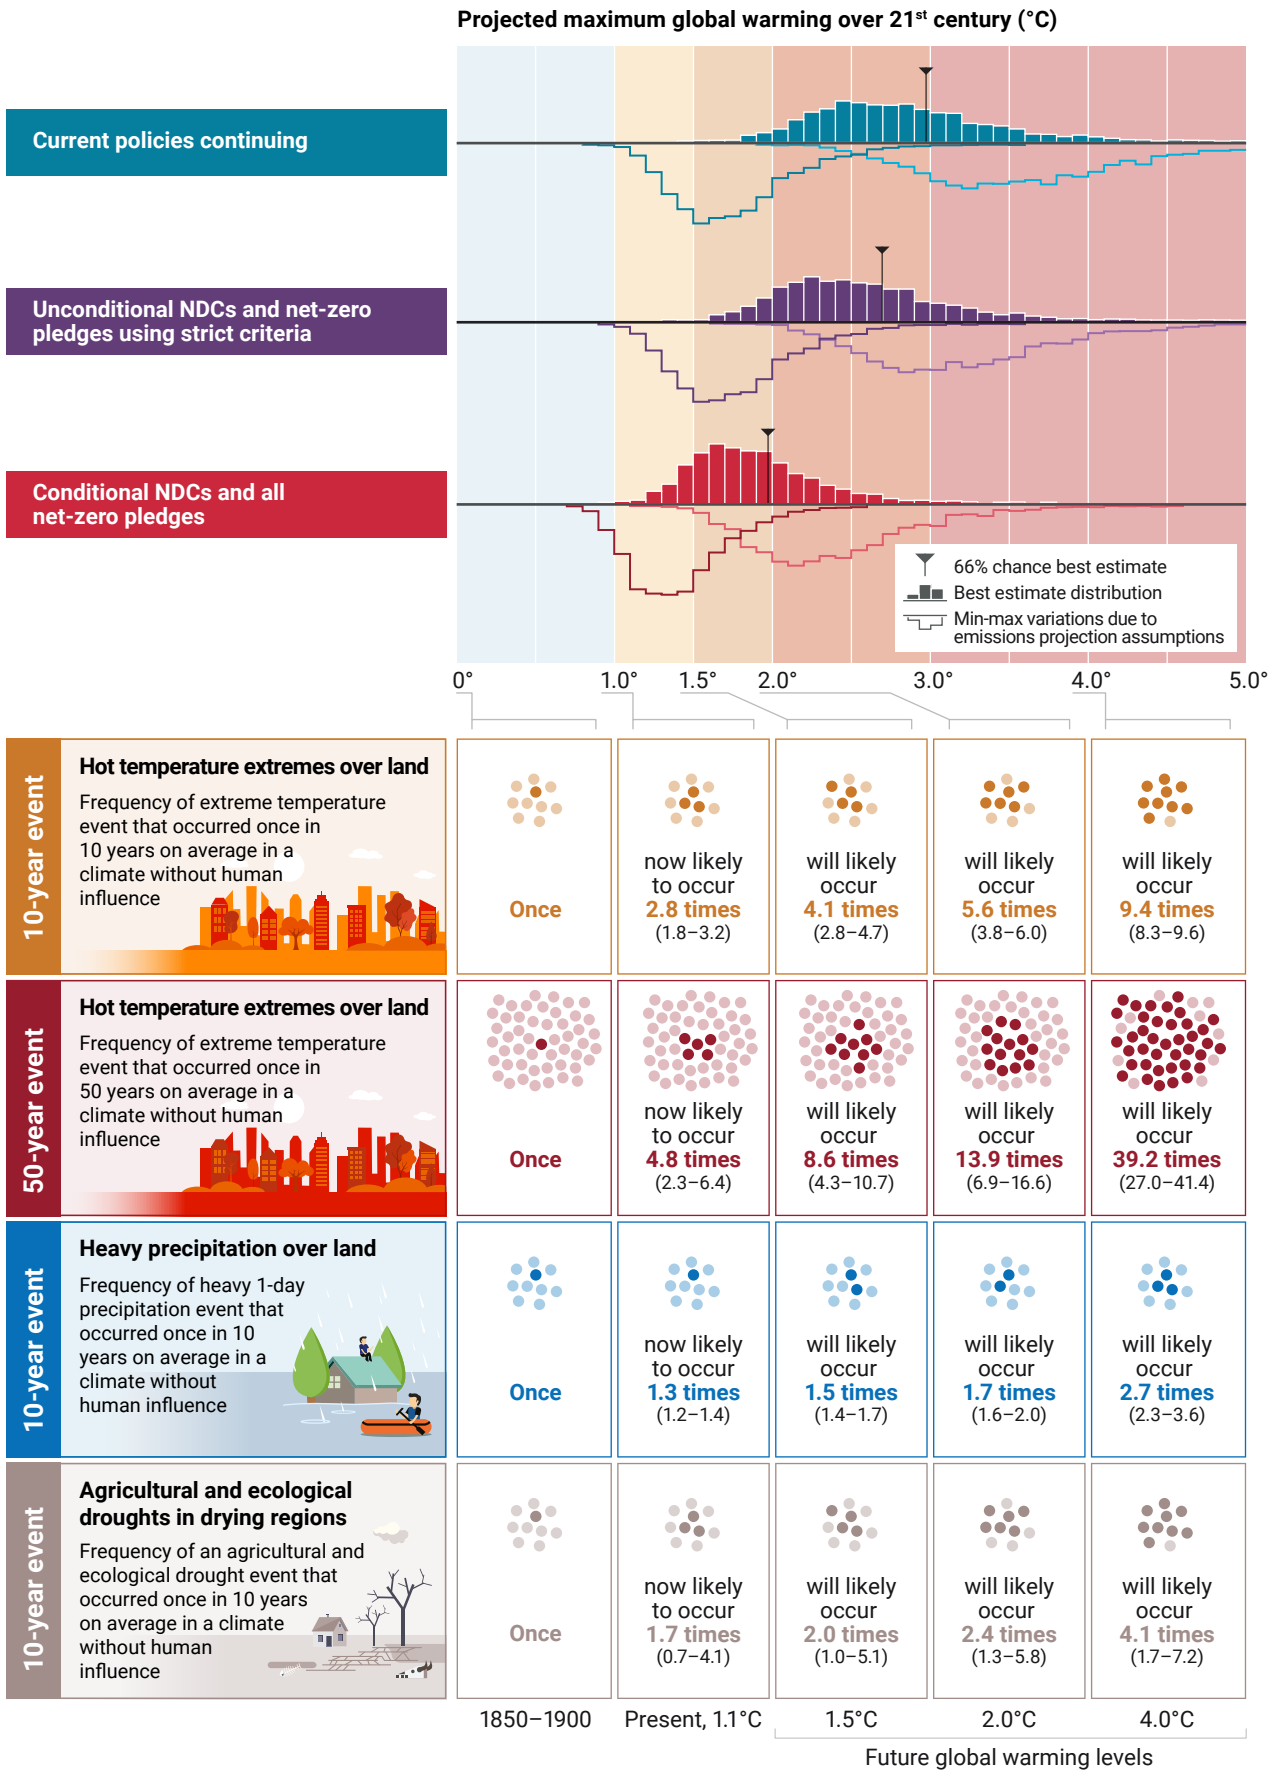 Projected maximum global warming over 21st century (°C)
Current policies continuing
Unconditional NDCs and net-zero
pledges using strict criteria
Conditional NDCs and all
net-zero pledges
66% chance best estimate
Best estimate distribution
Min-max variations due to
emissions projection assumptions
0° 1.0° 1.5° 2.0° 3.0° 4.0° 5.0°
10-year event
Hot temperature extremes over land
Frequency of extreme temperature
event that occurred once in
10 years on average in a
climate without human
influence
Once
now likely
to occur
2.8 times
(1.8–3.2)
will likely
occur
4.1 times
(2.8–4.7)
will likely
occur
5.6 times
(3.8–6.0)
will likely
occur
9.4 times
(8.3–9.6)
50-year event
Hot temperature extremes over land
Frequency of extreme temperature
event that occurred once in
50 years on average in a
climate without human
influence
Once
now likely
to occur
4.8 times
(2.3–6.4)
will likely
occur
8.6 times
(4.3–10.7)
will likely
occur
13.9 times
(6.9–16.6)
will likely
occur
39.2 times
(27.0–41.4)
10-year event
Heavy precipitation over land
Frequency of heavy 1-day
precipitation event that
occurred once in 10
years on average in a
climate without
human influence
Once
now likely
to occur
1.3 times
(1.2–1.4)
will likely
occur
1.5 times
(1.4–1.7)
will likely
occur
1.7 times
(1.6–2.0)
will likely
occur
2.7 times
(2.3–3.6)
10-year event
Agricultural and ecological
droughts in drying regions
Frequency of an agricultural and
ecological drought event that
occurred once in 10 years
on average in a climate
without human
influence
Once
now likely
to occur
1.7 times
(0.7–4.1)
will likely
occur
2.0 times
(1.0–5.1)
will likely
occur
2.4 times
(1.3–5.8)
will likely
occur
4.1 times
(1.7–7.2)
1850–1900 Present, 1.1°C 1.5°C 2.0°C 4.0°C
Future global warming levels